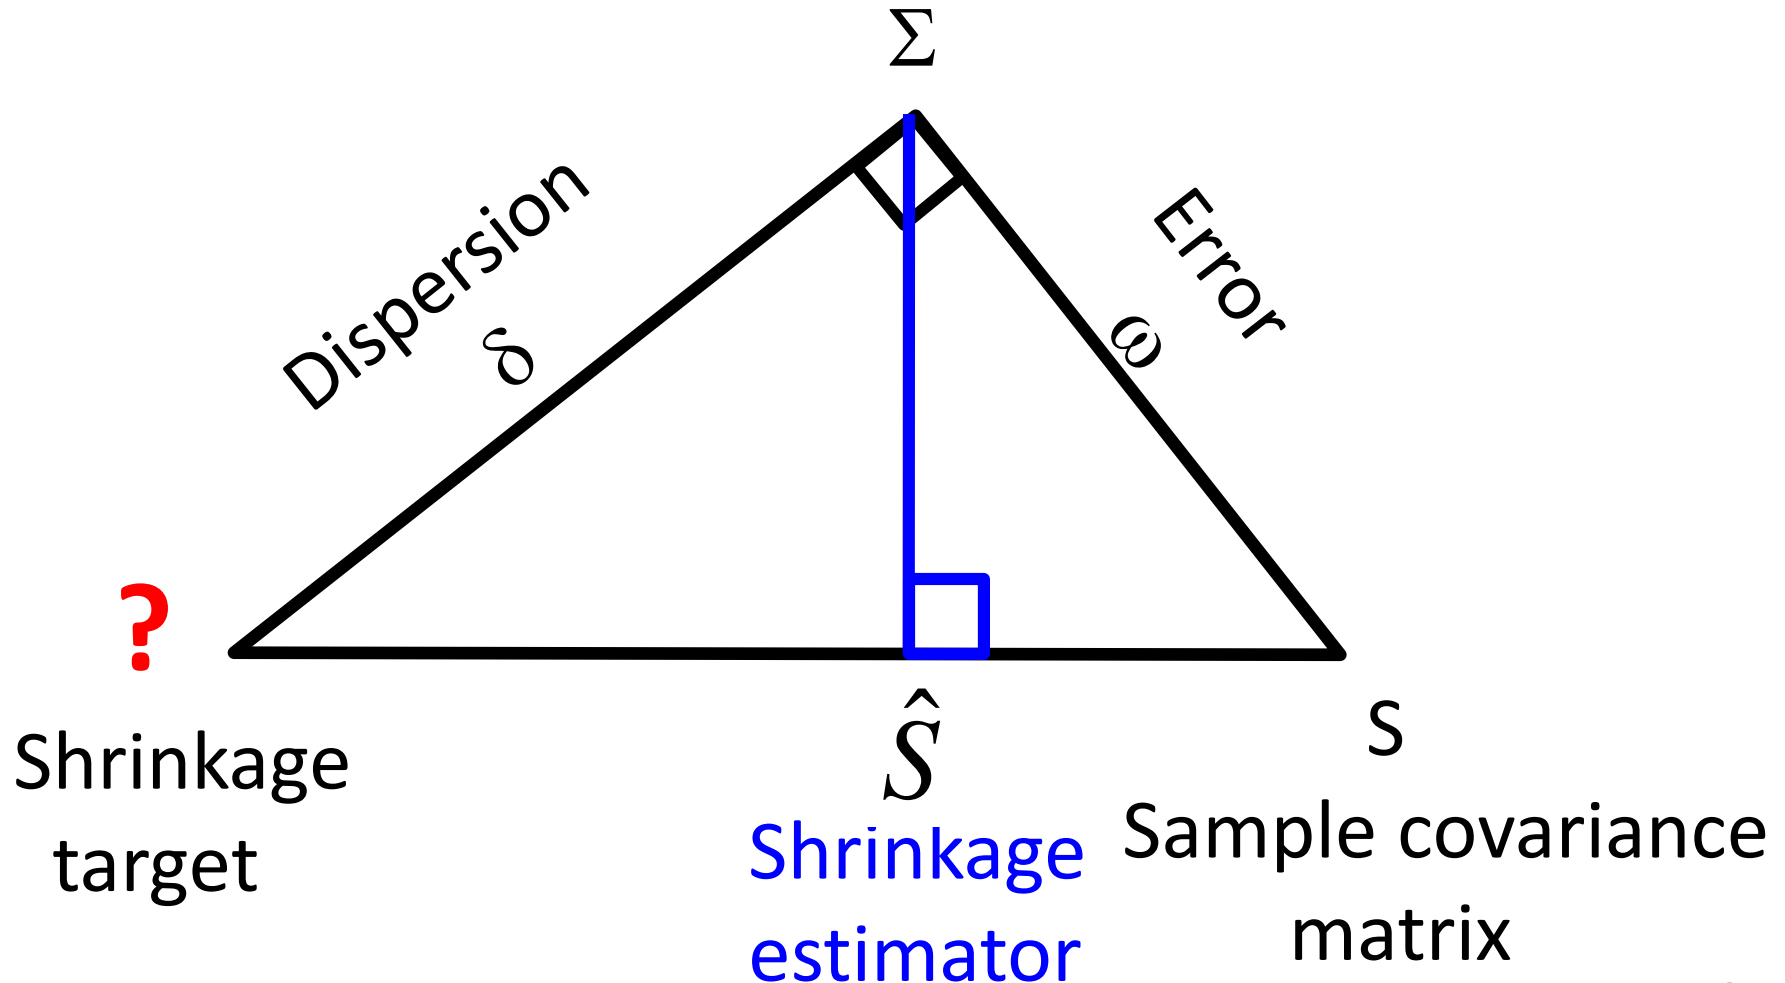 Σ
Dispersion
δ
Error
ω
?
Shrinkage
target
Ŝ
Shrinkage
estimator
S
Sample covariance
matrix